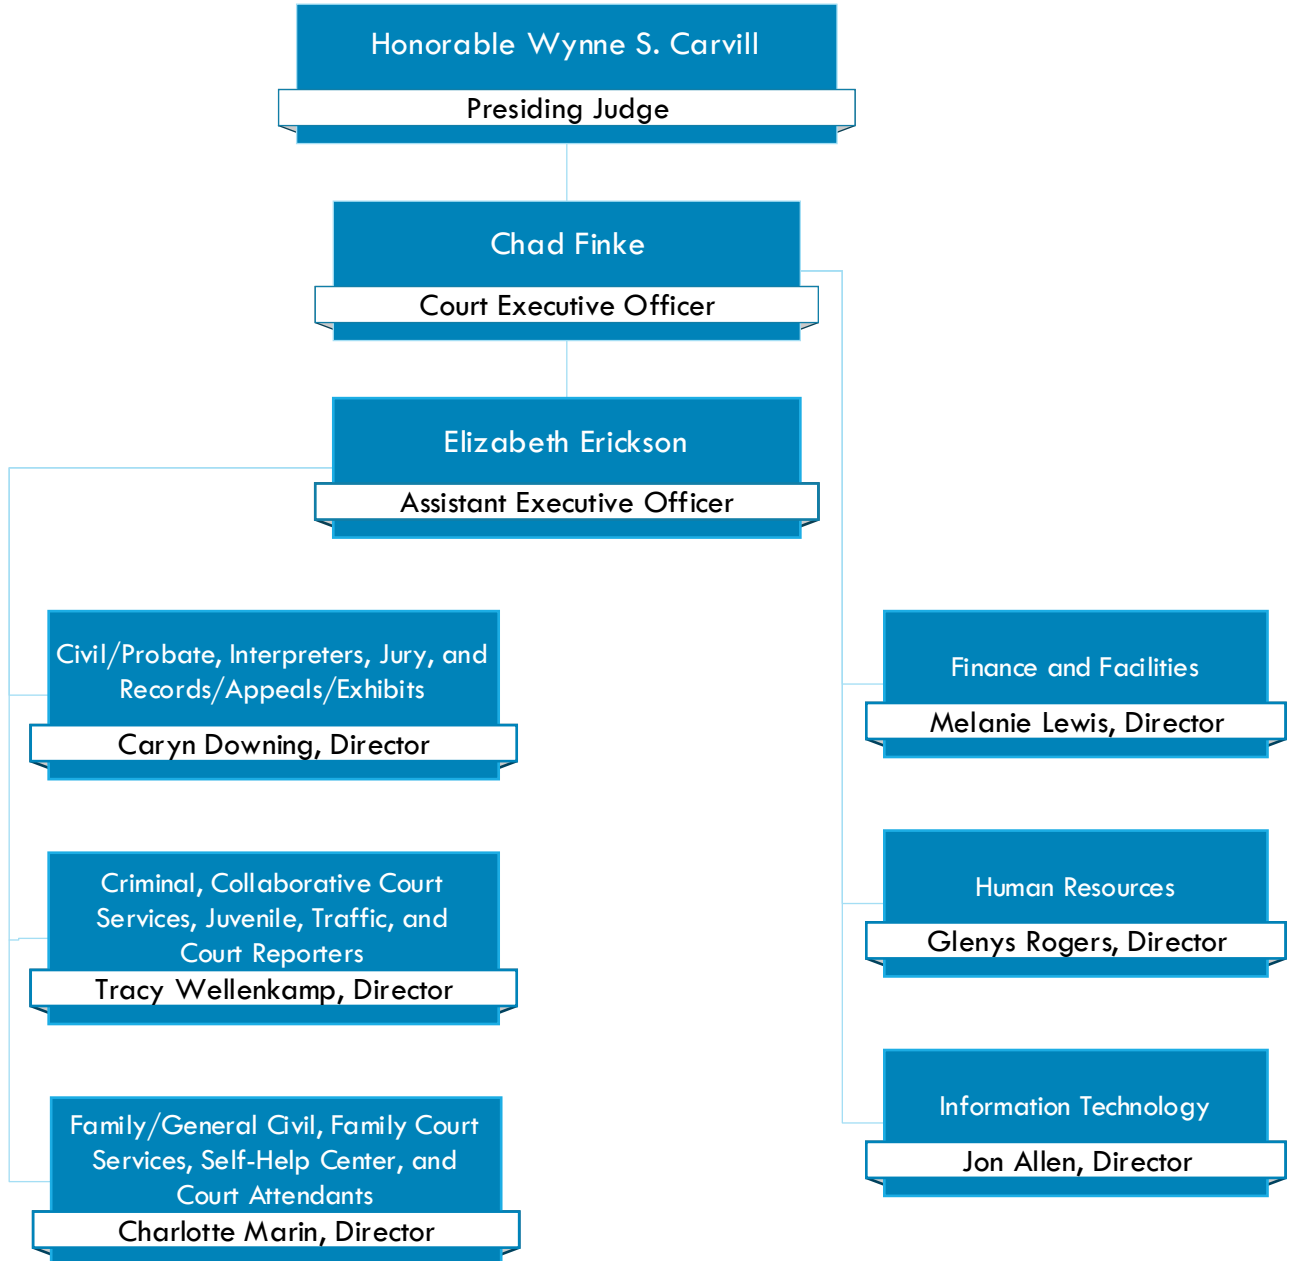 Honorable Wynne S. Carvill
Presiding Judge
Chad Finke
Court Executive Officer
Elizabeth Erickson
Assistant Executive Officer
Civil/Probate, Interpreters, Jury, and
Records/Appeals/Exhibits
Caryn Downing, Director
Criminal, Collaborative Court
Services, Juvenile, Traffic, and
Court Reporters
Tracy Wellenkamp, Director
Family/General Civil, Family Court
Services, Self-Help Center, and
Court Attendants
Charlotte Marin, Director
Finance and Facilities
Melanie Lewis, Director
Human Resources
Glenys Rogers, Director
Information Technology
Jon Allen, Director